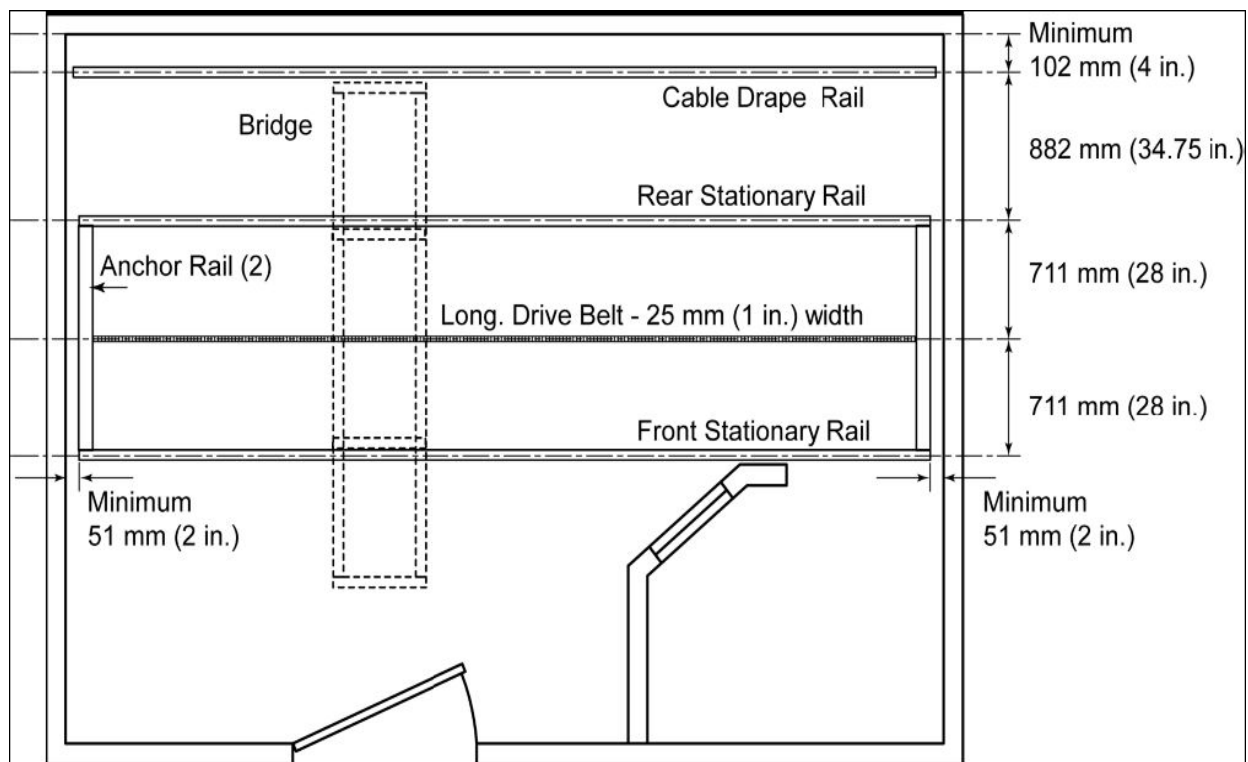 Minimum
102 mm (4 in.)
Cable Drape Rail
Bridge
882 mm (34.75 in.)
Rear Stationary Rail
Anchor Rail (2)
711 mm (28 in.)
Long. Drive Belt - 25 mm (1 in.) width
711 mm (28 in.)
Front Stationary Rail
Minimum
51 mm (2 in.)
Minimum
51 mm (2 in.)